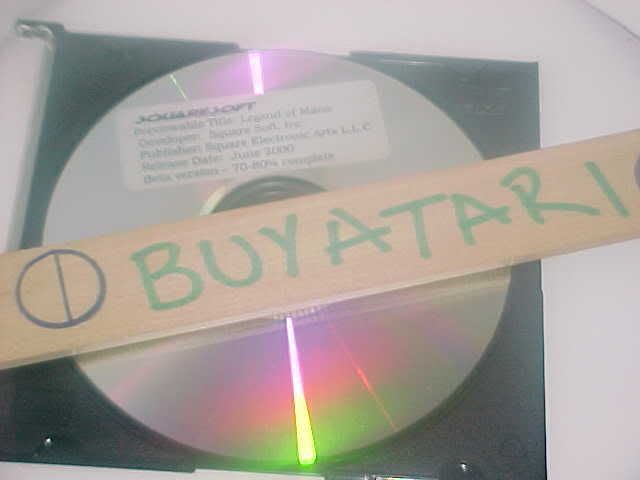 SQUARESOFT
Previewable Title: Legend of Mana
Developer: Square Soft, Inc
Publisher: Square Electronic Arts L.L.C
Release Date: June 2000
Beta version - 70-80% complete
BUYATARI